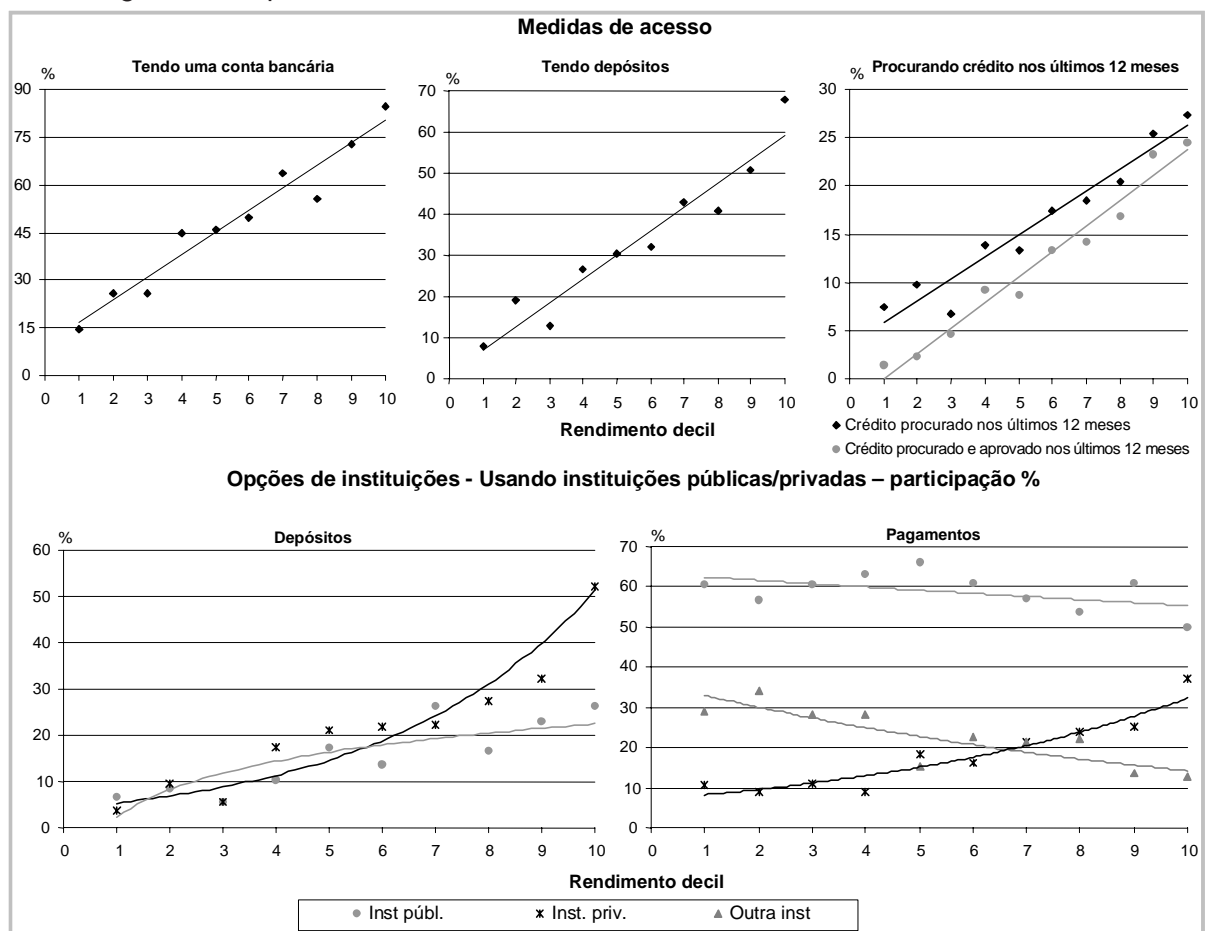 Medidas de acesso
Tendo uma conta bancária
%
90
75
60
45
30
15
0
0 1 2 3 4 5 6 7 8 9 10
Tendo depósitos
%
70
60
50
40
30
20
10
0
0 1 2 3 4 5 6 7 8 9 10
Rendimento decil
Procurando crédito nos últimos 12 meses
%
30
25
20
15
10
5
0
0 1 2 3 4 5 6 7 8 9 10
Crédito procurado nos últimos 12 meses
Crédito procurado e aprovado nos últimos 12 meses
Opções de instituições - Usando instituições públicas/privadas – participação %
Depósitos
%
60
50
40
30
20
10
0
0 1 2 3 4 5 6 7 8 9 10
Pagamentos
%
70
60
50
40
30
20
10
0
0 1 2 3 4 5 6 7 8 9 10
Rendimento decil
Inst públ. Inst. priv. Outra inst